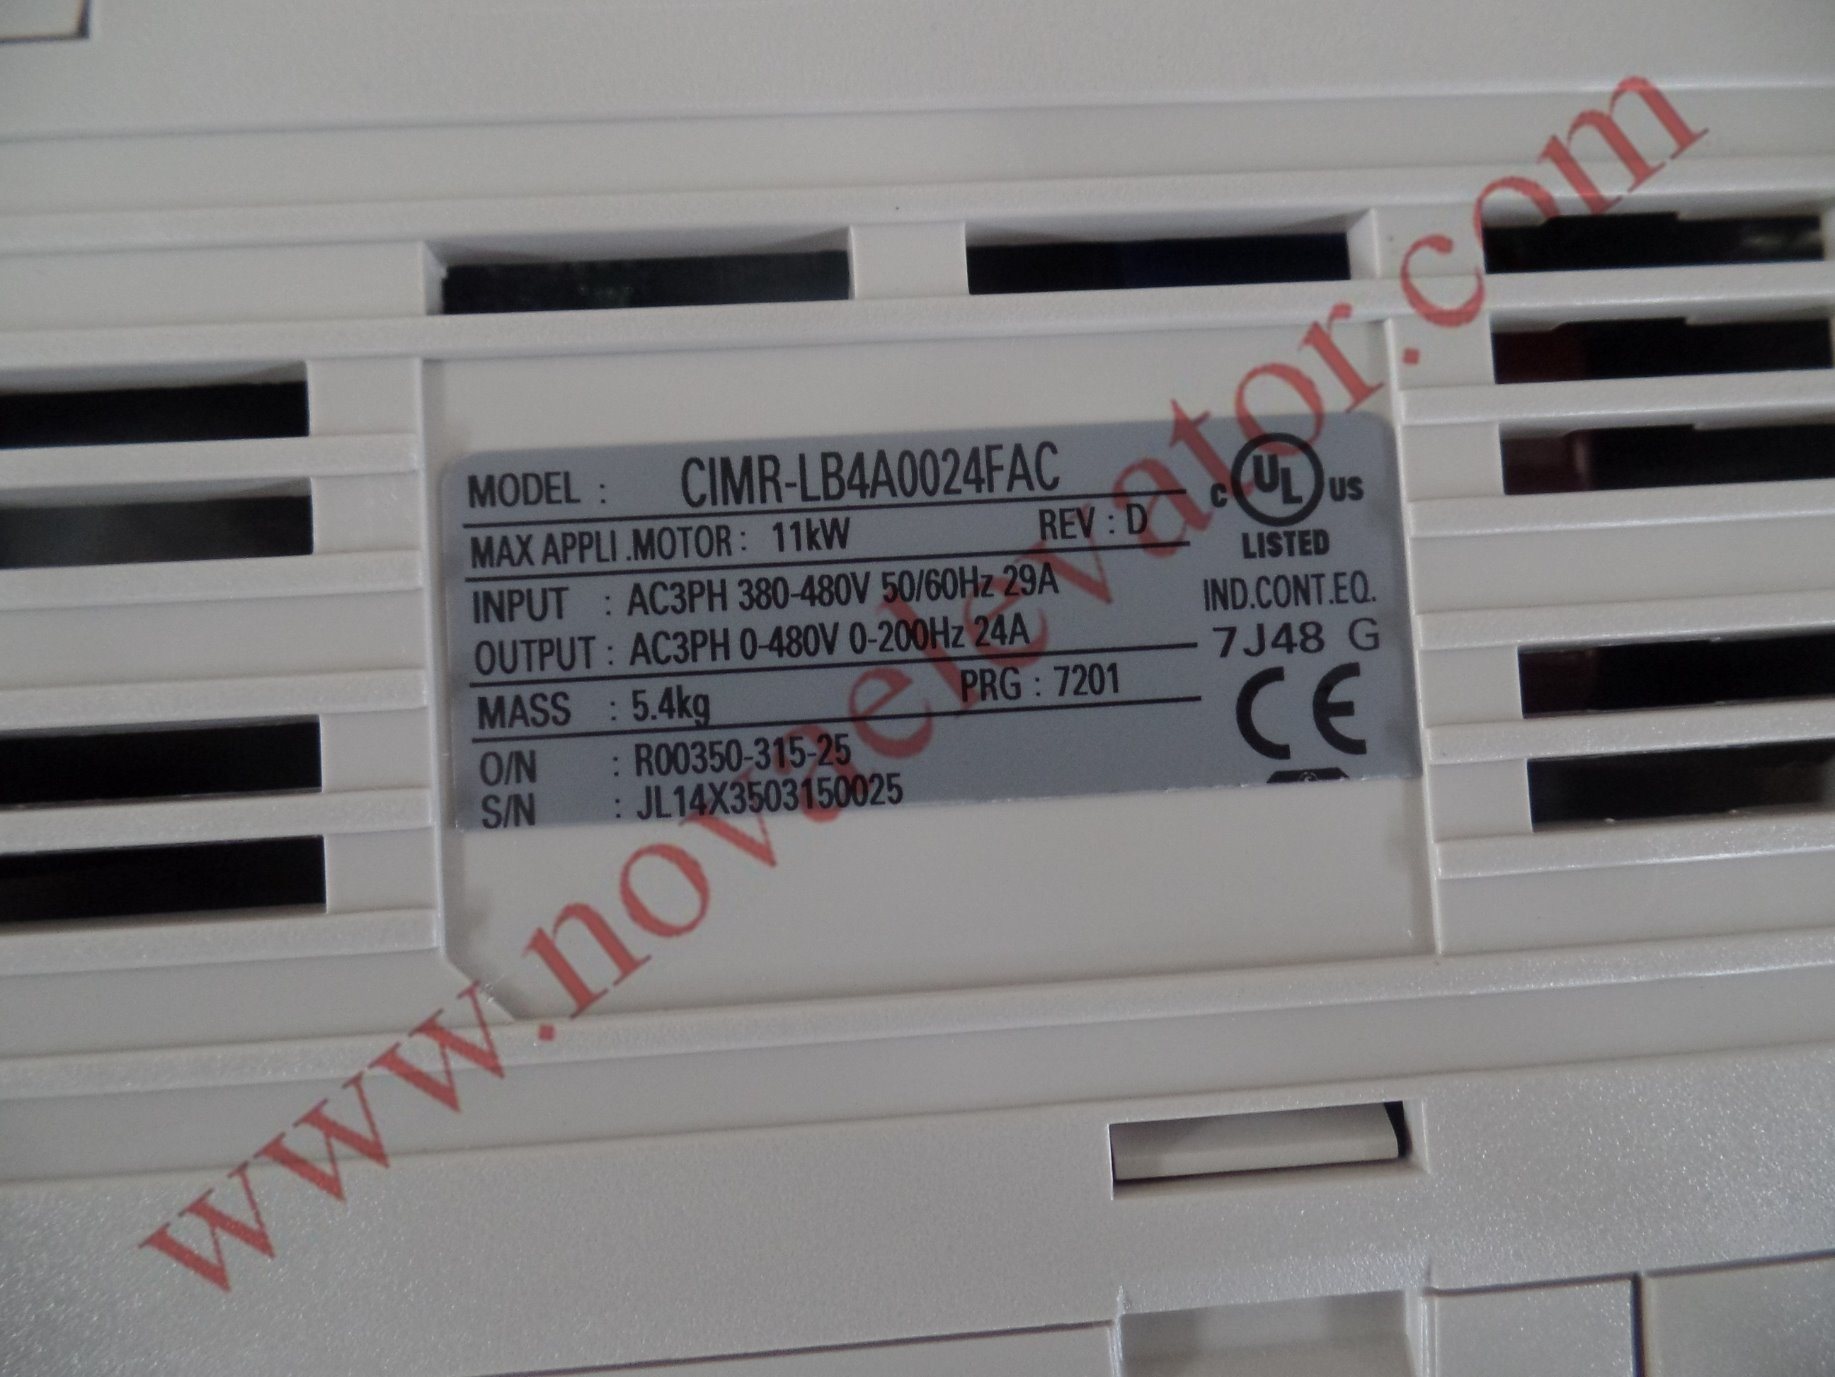 MODEL : CIMR-LB4A0024FAC
MAX APPLI.MOTOR: 11kW REV : D
INPUT : AC3PH 380-480V 50/60Hz 29A
OUTPUT : AC3PH 0-480V 0-200Hz 24A
MASS : 5.4kg PRG : 7201
O/N : R00350-315-25
S/N : JL14X3503150025
C UL US
LISTED
IND.CONT.EQ.
7J48 G
CE
www.novaelevator.com